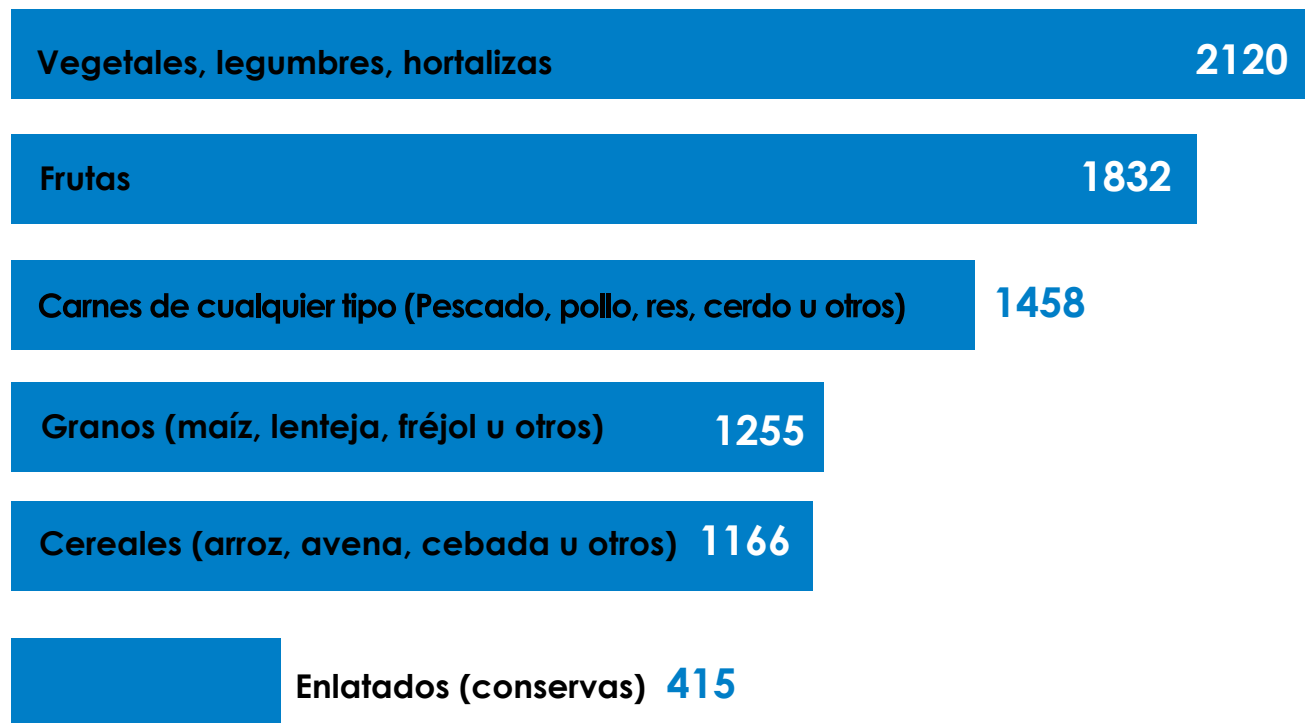 Vegetales, legumbres, hortalizas 2120
Frutas 1832
Carnes de cualquier tipo (Pescado, pollo, res, cerdo u otros) 1458
Granos (maíz, lenteja, fréjol u otros) 1255
Cereales (arroz, avena, cebada u otros) 1166
Enlatados (conservas) 415